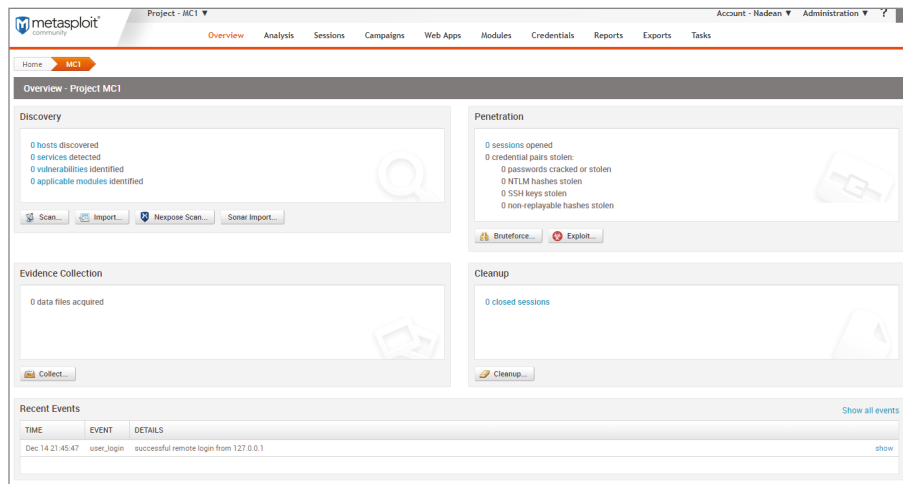 metasploit®
community
Project - MC1 ▼
Account - Nadean ▼ Administration ▼ ?
Overview Analysis Sessions Campaigns Web Apps Modules Credentials Reports Exports Tasks
Home MC1
Overview - Project MC1
Discovery
0 hosts discovered
0 services detected
0 vulnerabilities identified
0 applicable modules identified
Scan... Import... Nexpose Scan... Sonar Import...
Penetration
0 sessions opened
0 credential pairs stolen:
0 passwords cracked or stolen
0 NTLM hashes stolen
0 SSH keys stolen
0 non-replayable hashes stolen
Bruteforce... Exploit...
Evidence Collection
0 data files acquired
Collect...
Cleanup
0 closed sessions
Cleanup...
Recent Events
Show all events
TIME EVENT DETAILS
Dec 14 21:45:47 user_login successful remote login from 127.0.0.1 show